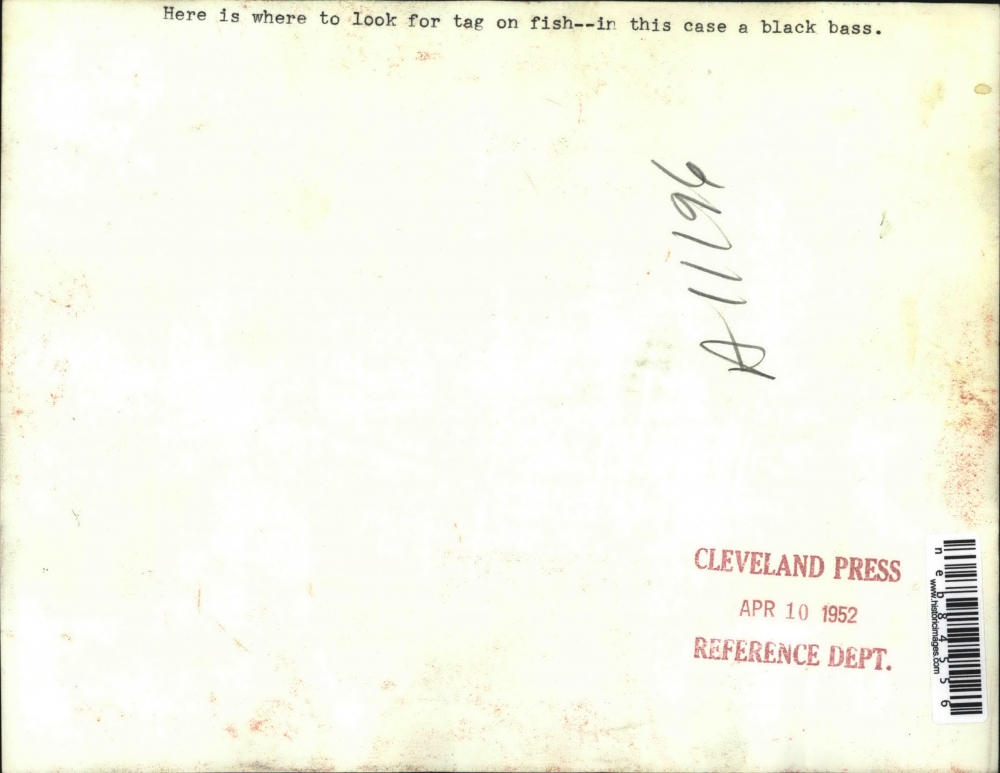 Here is where to look for tag on fish--in this case a black bass.
A11196
CLEVELAND PRESS
APR 10 1952
REFERENCE DEPT.
neb84556
www.historicimages.com